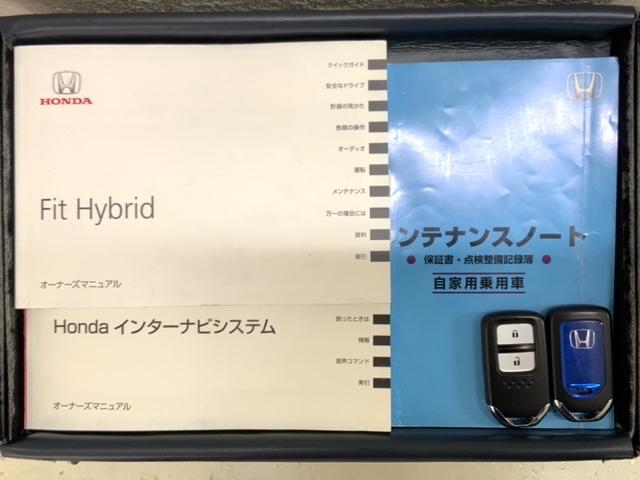 HONDA
Fit Hybrid
オーナーズマニュアル
クイックガイド
安全なドライブ
計器の見かた
各部の操作
オーディオ
運転
メンテナンス
万一の場合には
資料
索引
Honda インターナビシステム
オーナーズマニュアル
困ったときは
情報
音声コマンド
索引
ンテナンスノート
● 保証書・点検整備記録簿 ●
自家用乗用車